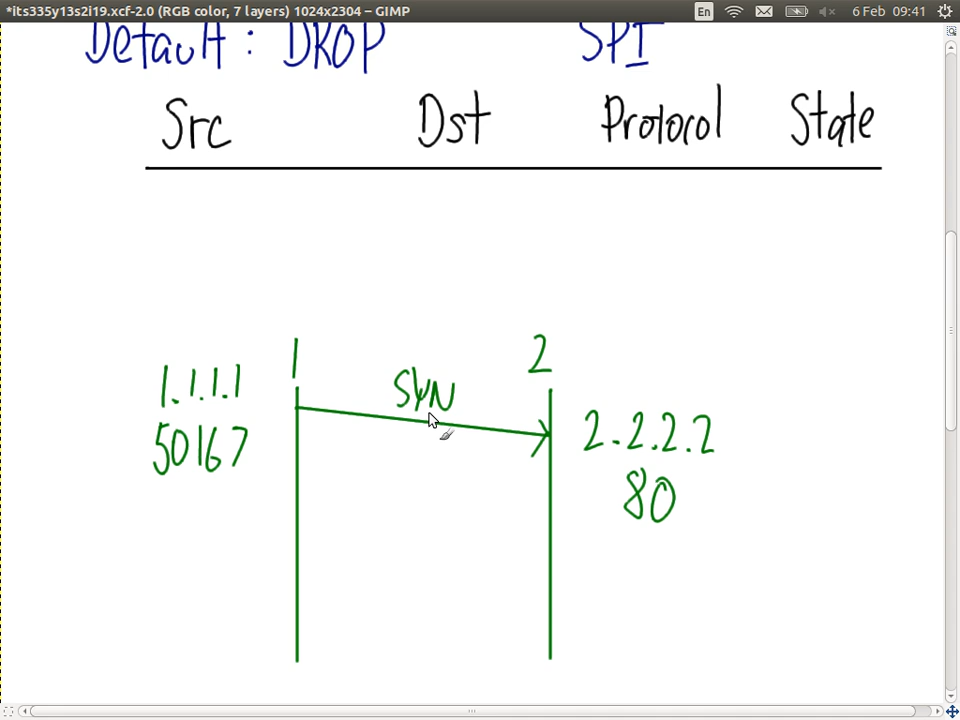 *its335y13s2i19.xcf-2.0 (RGB color, 7 layers) 1024x2304 – GIMP En 6 Feb 09:41
Default : DROP SPI
Src Dst Protocol State
1 2
1.1.1.1 SYN
50167 2.2.2.2
80